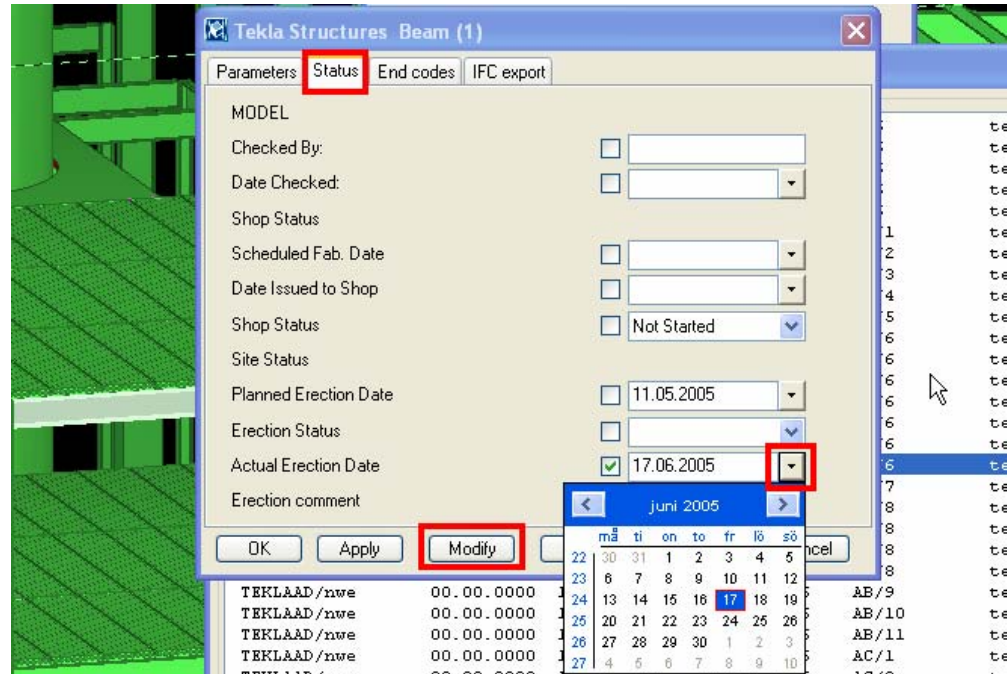 Tekla Structures Beam (1)
Parameters Status End codes IFC export
MODEL
Checked By:
Date Checked:
Shop Status
Scheduled Fab. Date
Date Issued to Shop
Shop Status Not Started
Site Status
Planned Erection Date 11.05.2005
Erection Status
Actual Erection Date 17.06.2005
Erection comment
OK Apply Modify ncel
juni 2005
må ti on to fr lö sö
22 30 31 1 2 3 4 5
23 6 7 8 9 10 11 12
24 13 14 15 16 17 18 19
25 20 21 22 23 24 25 26
26 27 28 29 30 1 2 3
27 4 5 6 7 8 9 10
TEKLAAD/nwe 00.00.0000 AB/9 te
TEKLAAD/nwe 00.00.0000 AB/10 te
TEKLAAD/nwe 00.00.0000 AB/11 te
TEKLAAD/nwe 00.00.0000 AC/1 te